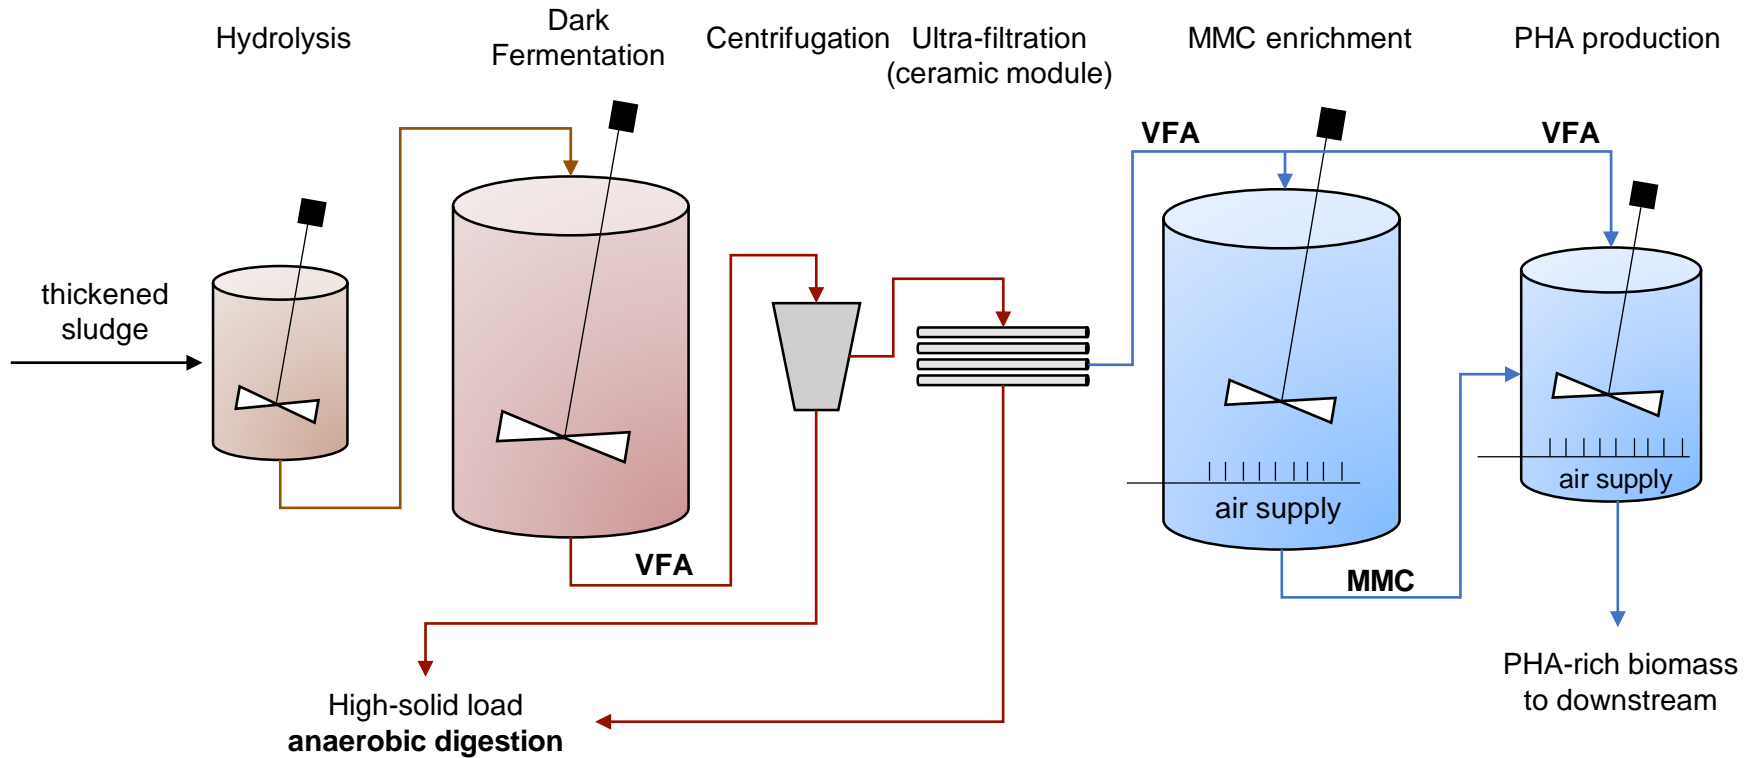 Hydrolysis
Dark
Fermentation
Centrifugation
Ultra-filtration
(ceramic module)
MMC enrichment
PHA production
VFA
VFA
thickened
sludge
air supply
air supply
VFA
MMC
PHA-rich biomass
to downstream
High-solid load
anaerobic digestion